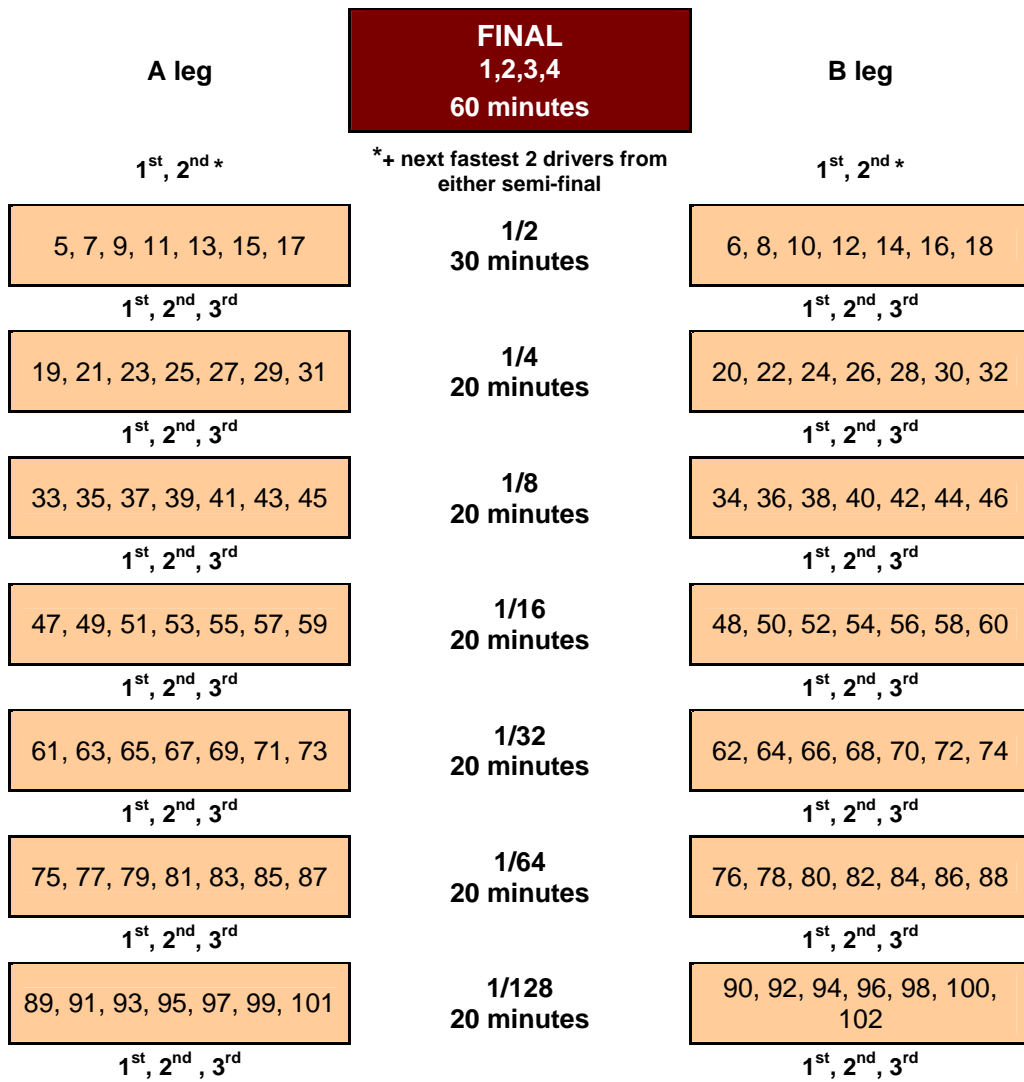 FINAL
1,2,3,4
60 minutes
A leg
B leg
1st, 2nd *
*+ next fastest 2 drivers from
either semi-final
1st, 2nd *
5, 7, 9, 11, 13, 15, 17
1/2
30 minutes
6, 8, 10, 12, 14, 16, 18
1st, 2nd, 3rd
1st, 2nd, 3rd
19, 21, 23, 25, 27, 29, 31
1/4
20 minutes
20, 22, 24, 26, 28, 30, 32
1st, 2nd, 3rd
1st, 2nd, 3rd
33, 35, 37, 39, 41, 43, 45
1/8
20 minutes
34, 36, 38, 40, 42, 44, 46
1st, 2nd, 3rd
1st, 2nd, 3rd
47, 49, 51, 53, 55, 57, 59
1/16
20 minutes
48, 50, 52, 54, 56, 58, 60
1st, 2nd, 3rd
1st, 2nd, 3rd
61, 63, 65, 67, 69, 71, 73
1/32
20 minutes
62, 64, 66, 68, 70, 72, 74
1st, 2nd, 3rd
1st, 2nd, 3rd
75, 77, 79, 81, 83, 85, 87
1/64
20 minutes
76, 78, 80, 82, 84, 86, 88
1st, 2nd, 3rd
1st, 2nd, 3rd
89, 91, 93, 95, 97, 99, 101
1/128
20 minutes
90, 92, 94, 96, 98, 100,
102
1st, 2nd , 3rd
1st, 2nd, 3rd